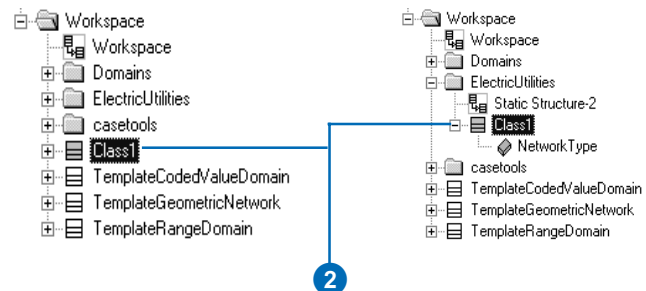 Workspace
Workspace
Domains
ElectricUtilities
casetools
Class1
TemplateCodedValueDomain
TemplateGeometricNetwork
TemplateRangeDomain
Workspace
Workspace
Domains
ElectricUtilities
Static Structure-2
Class1
NetworkType
casetools
TemplateCodedValueDomain
TemplateGeometricNetwork
TemplateRangeDomain
2